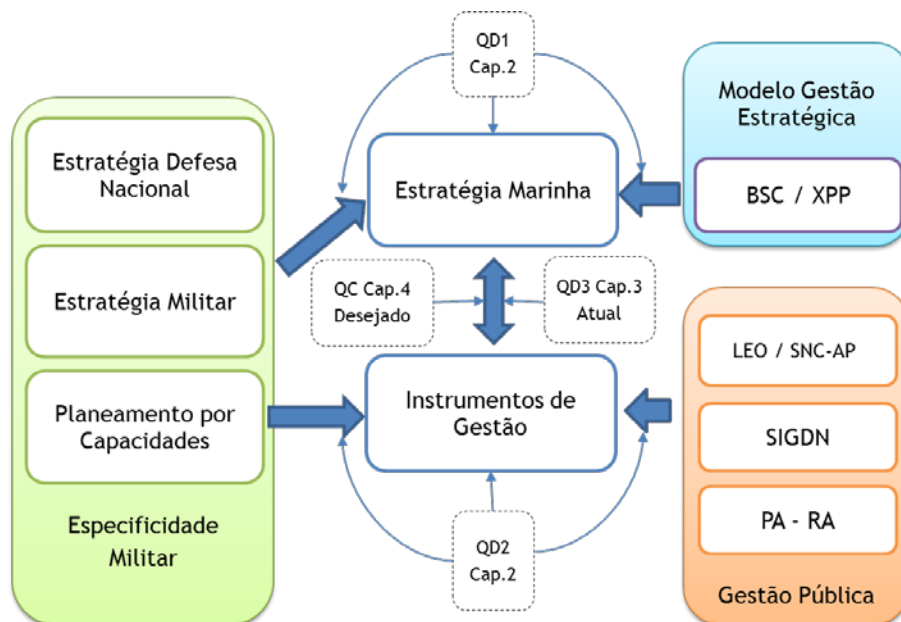 QD1
Cap.2
Modelo Gestão
Estratégica
BSC / XPP
Estratégia Defesa
Nacional
Estratégia Militar
Planeamento por
Capacidades
Especificidade
Militar
Estratégia Marinha
QC Cap.4
Desejado
QD3 Cap.3
Atual
Instrumentos de
Gestão
QD2
Cap.2
LEO / SNC-AP
SIGDN
PA - RA
Gestão Pública